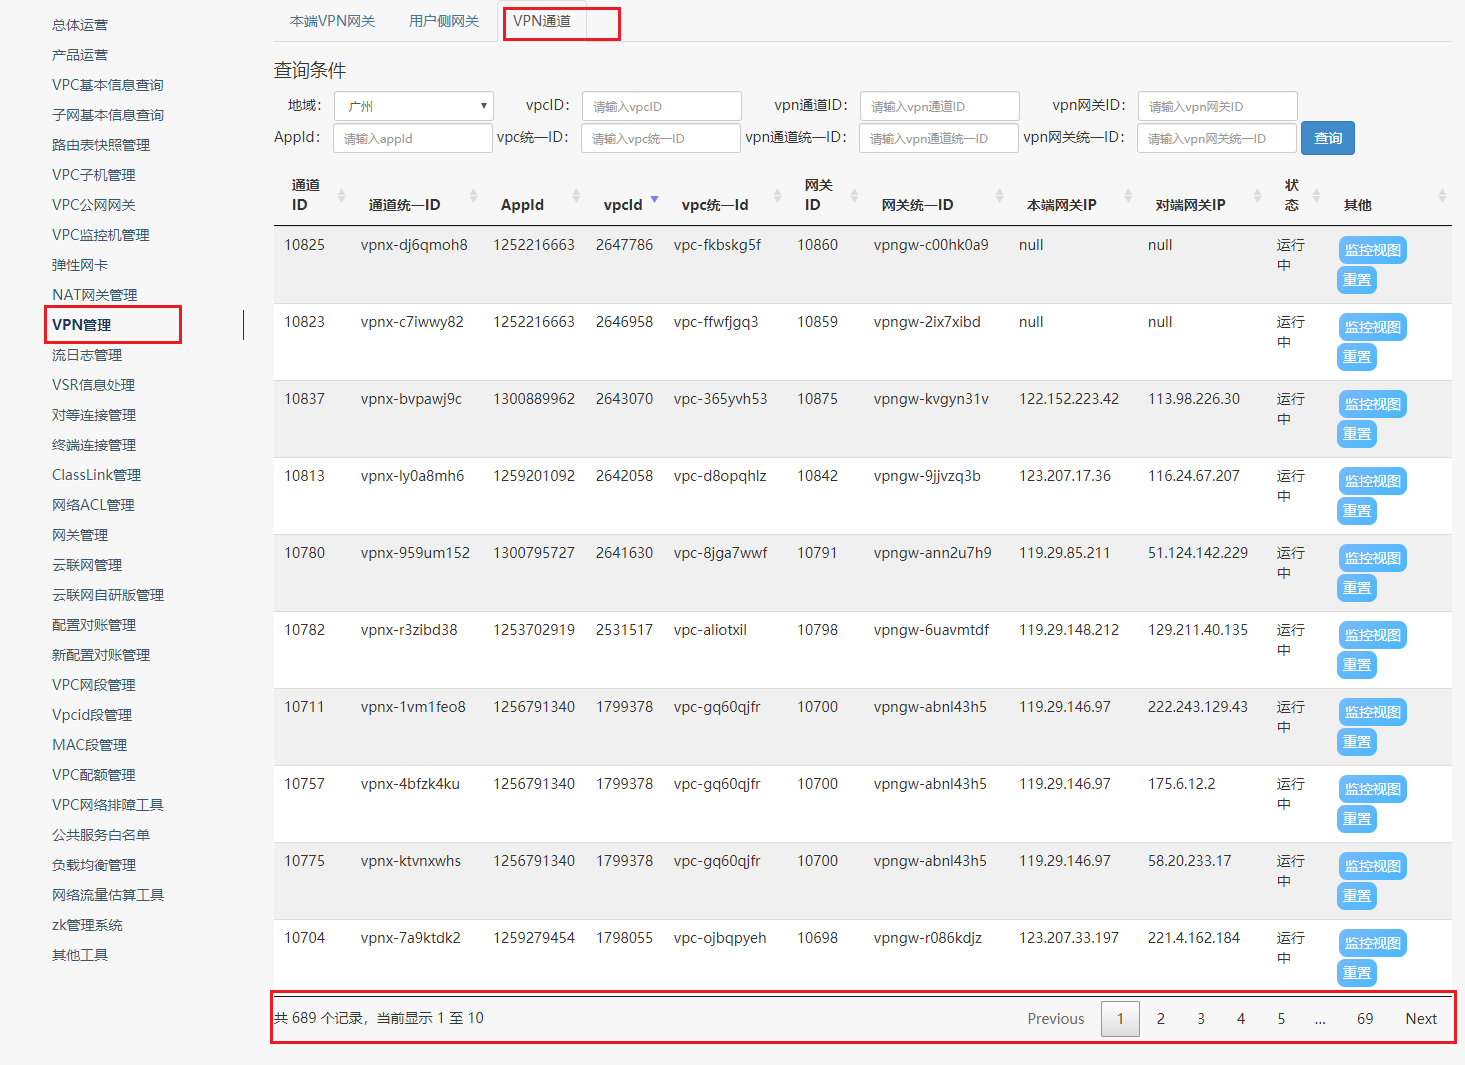 总体运营
产品运营
VPC基本信息查询
子网基本信息查询
路由表快照管理
VPC子机管理
VPC公网网关
VPC监控机管理
弹性网卡
NAT网关管理
VPN管理
流日志管理
VSR信息处理
对等连接管理
终端连接管理
ClassLink管理
网络ACL管理
网关管理
云联网管理
云联网自研版管理
配置对账管理
新配置对账管理
VPC网段管理
Vpcid段管理
MAC段管理
VPC配额管理
VPC网络排障工具
公共服务白名单
负载均衡管理
网络流量估算工具
zk管理系统
其他工具
本端VPN网关 用户侧网关 VPN通道
查询条件
地域: 广州 vpcID: 请输入vpcID vpn通道ID: 请输入vpn通道ID vpn网关ID: 请输入vpn网关ID
AppId: 请输入appId vpc统一ID: 请输入vpc统一ID vpn通道统一ID: 请输入vpn通道统一ID vpn网关统一ID: 请输入vpn网关统一ID 查询
通道ID 通道统一ID AppId vpcId vpc统一Id 网关ID 网关统一ID 本端网关IP 对端网关IP 状态 其他
10825 vpnx-dj6qmoh8 1252216663 2647786 vpc-fkbskg5f 10860 vpngw-c00hk0a9 null null 运行中 监控视图 重置
10823 vpnx-c7iwwy82 1252216663 2646958 vpc-ffwfjgq3 10859 vpngw-2ix7xibd null null 运行中 监控视图 重置
10837 vpnx-bvpawj9c 1300889962 2643070 vpc-365yvh53 10875 vpngw-kvgyn31v 122.152.223.42 113.98.226.30 运行中 监控视图 重置
10813 vpnx-ly0a8mh6 1259201092 2642058 vpc-d8opqhlz 10842 vpngw-9jjvzq3b 123.207.17.36 116.24.67.207 运行中 监控视图 重置
10780 vpnx-959um152 1300795727 2641630 vpc-8jga7wwf 10791 vpngw-ann2u7h9 119.29.85.211 51.124.142.229 运行中 监控视图 重置
10782 vpnx-r3zibd38 1253702919 2531517 vpc-aliotxil 10798 vpngw-6uavmtdf 119.29.148.212 129.211.40.135 运行中 监控视图 重置
10711 vpnx-1vm1feo8 1256791340 1799378 vpc-gq60qjfr 10700 vpngw-abnl43h5 119.29.146.97 222.243.129.43 运行中 监控视图 重置
10757 vpnx-4bfzk4ku 1256791340 1799378 vpc-gq60qjfr 10700 vpngw-abnl43h5 119.29.146.97 175.6.12.2 运行中 监控视图 重置
10775 vpnx-ktvnxwhs 1256791340 1799378 vpc-gq60qjfr 10700 vpngw-abnl43h5 119.29.146.97 58.20.233.17 运行中 监控视图 重置
10704 vpnx-7a9ktdk2 1259279454 1798055 vpc-ojbqpyeh 10698 vpngw-r086kdjz 123.207.33.197 221.4.162.184 运行中 监控视图 重置
共 689 个记录，当前显示 1 至 10 Previous 1 2 3 4 5 ... 69 Next